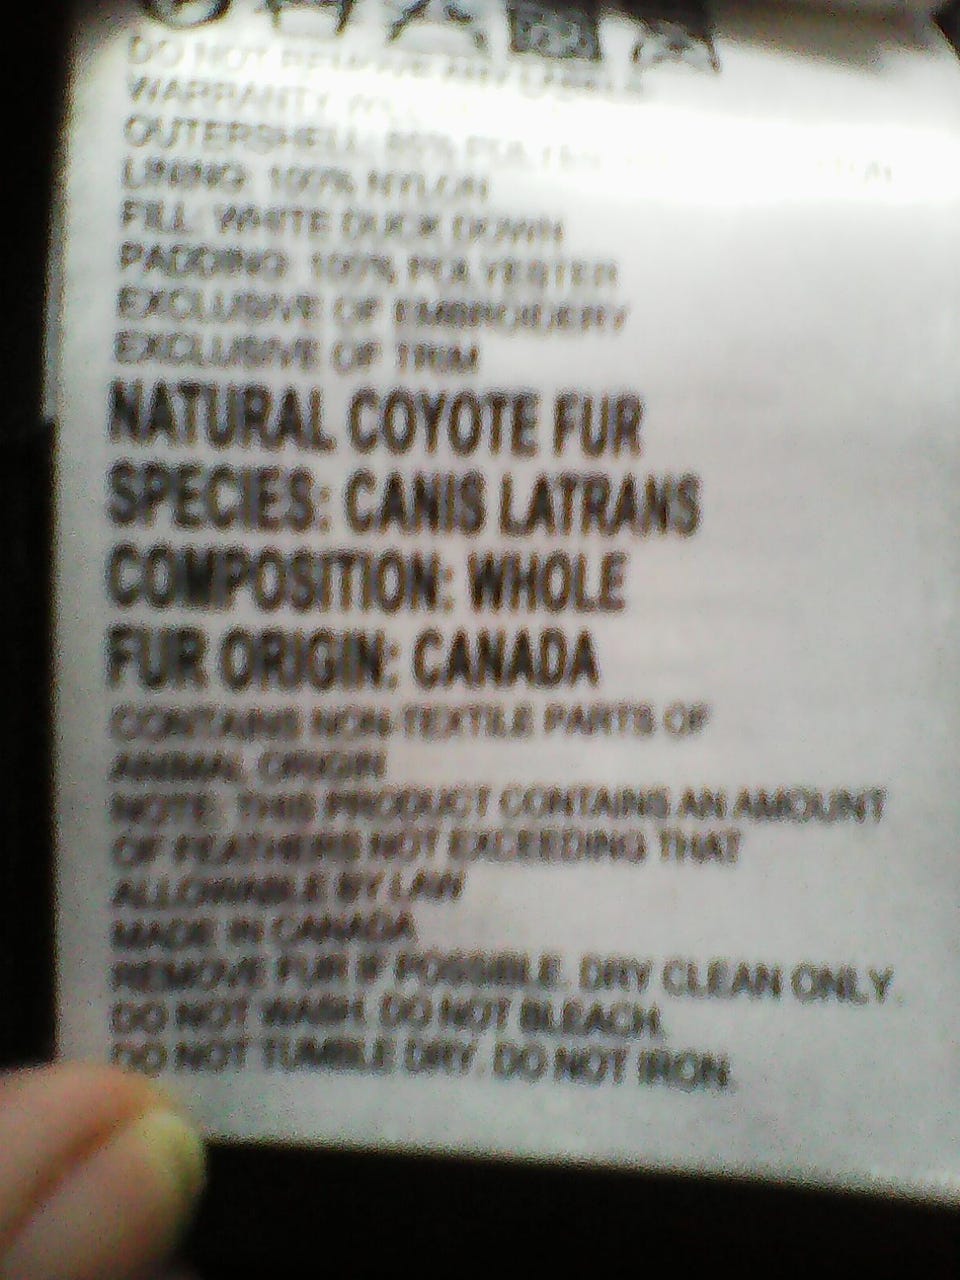 DO NOT REMOVE ANY LABELS
WARRANTY
OUTERSHELL: 85%
LINING: 100% NYLON
FILL: WHITE DUCK DOWN
PADDING: 100% POLYESTER
EXCLUSIVE OF EMBROIDERY
EXCLUSIVE OF TRIM
NATURAL COYOTE FUR
SPECIES: CANIS LATRANS
COMPOSITION: WHOLE
FUR ORIGIN: CANADA
CONTAINS NON-TEXTILE PARTS OF
ANIMAL ORIGIN
NOTE: THIS PRODUCT CONTAINS AN AMOUNT
OF FEATHERS NOT EXCEEDING THAT
ALLOWABLE BY LAW
MADE IN CANADA
REMOVE FUR IF POSSIBLE. DRY CLEAN ONLY.
DO NOT WASH. DO NOT BLEACH.
DO NOT TUMBLE DRY. DO NOT IRON.